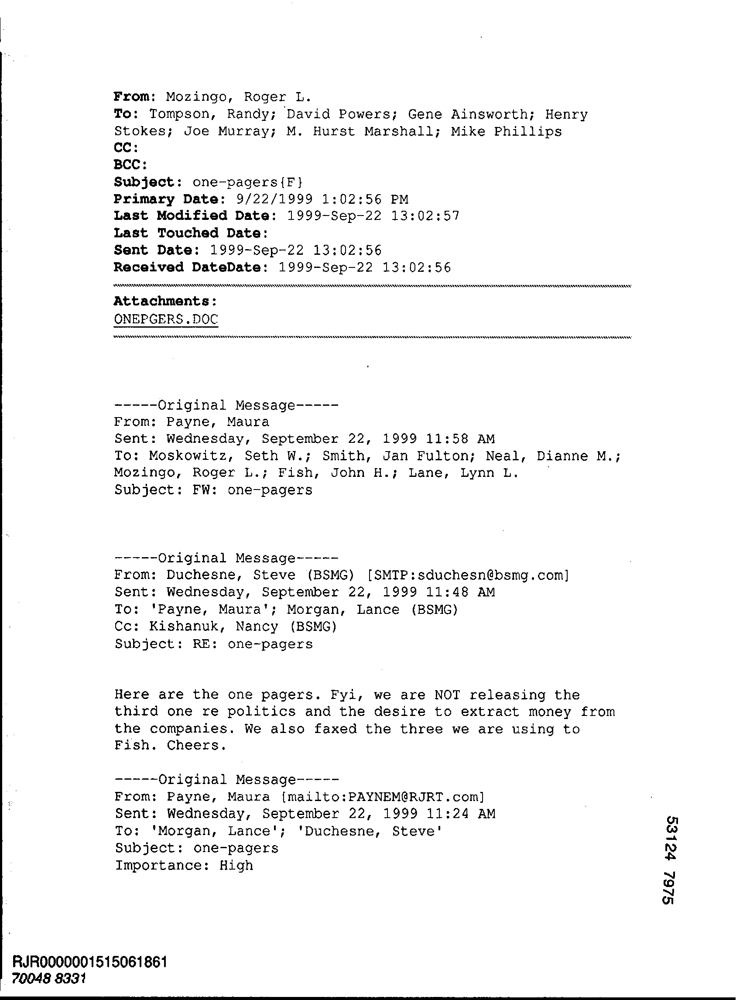 From: Mozingo, Roger L.
To: Tompson, Randy; David Powers; Gene Ainsworth; Henry
Stokes; Joe Murray; M. Hurst Marshall; Mike Phillips
CC:
BCC:
Subject: one-pagers{F}
Primary Date: 9/22/1999 1:02:56 PM
Last Modified Date: 1999-Sep-22 13:02:57
Last Touched Date:
Sent Date: 1999-Sep-22 13:02:56
Received DateDate: 1999-Sep-22 13:02:56
Attachments:
ONEPGERS.DOC
-----Original Message-----
From: Payne, Maura
Sent: Wednesday, September 22, 1999 11:58 AM
To: Moskowitz, Seth W.; Smith, Jan Fulton; Neal, Dianne M.;
Mozingo, Roger L.; Fish, John H.; Lane, Lynn L.
Subject: FW: one-pagers
-----Original Message-----
From: Duchesne, Steve (BSMG) [SMTP:sduchesn@bsmg.com]
Sent: Wednesday, September 22, 1999 11:48 AM
To: 'Payne, Maura'; Morgan, Lance (BSMG)
Cc: Kishanuk, Nancy (BSMG)
Subject: RE: one-pagers
Here are the one pagers. Fyi, we are NOT releasing the
third one re politics and the desire to extract money from
the companies. We also faxed the three we are using to
Fish. Cheers.
-----Original Message-----
From: Payne, Maura [mailto:PAYNEM@RJRT.com]
Sent: Wednesday, September 22, 1999 11:24 AM
To: 'Morgan, Lance'; 'Duchesne, Steve'
Subject: one-pagers
Importance: High
53124 7975
RJR0000001515061861
70048 8331